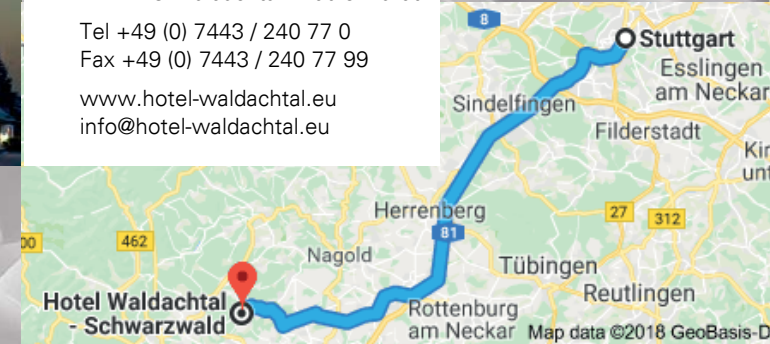 Tel +49 (0) 7443 / 240 77 0
Fax +49 (0) 7443 / 240 77 99
www.hotel-waldachtal.eu
info@hotel-waldachtal.eu
8
Stuttgart
Esslingen
am Neckar
Sindelfingen
Filderstadt
Herrenberg
81
27
312
462
Nagold
Tübingen
Reutlingen
Hotel Waldachtal
- Schwarzwald
Rottenburg
am Neckar
Map data ©2018 GeoBasis-D